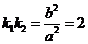 k₁k₂ = b²/a² = 2